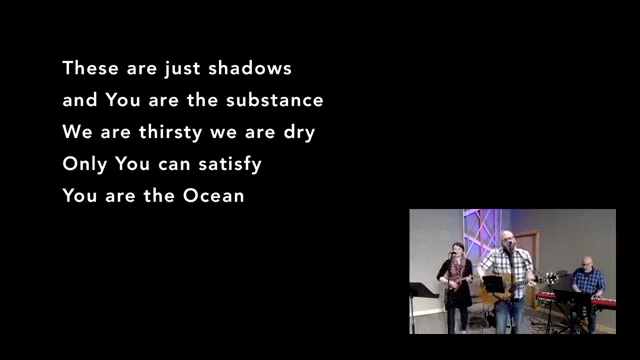 These are just shadows
and You are the substance
We are thirsty we are dry
Only You can satisfy
You are the Ocean